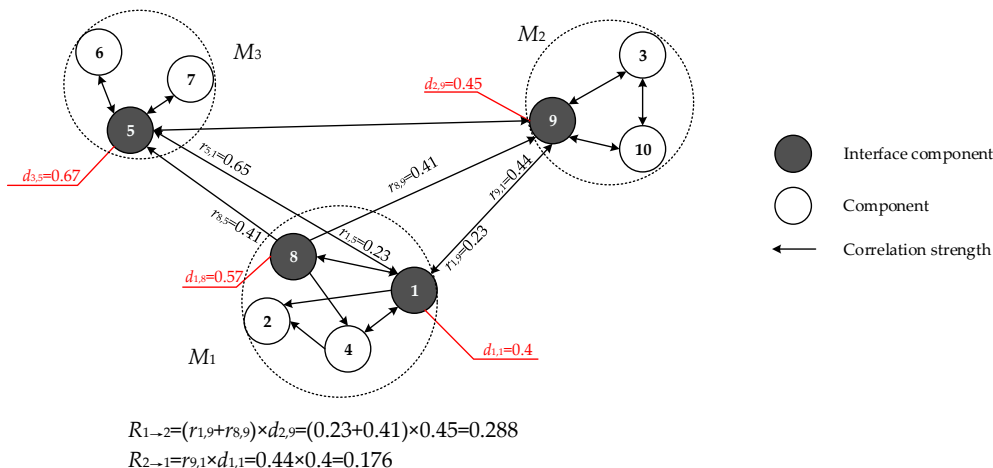 6
7
M3
5
d3,5=0.67
M2
d2,9=0.45
3
9
10
r5,1=0.65
r8,9=0.41
r9,1=0.44
r8,5=0.41
r1,5=0.23
r1,9=0.23
8
d1,8=0.57
1
2
4
M1
d1,1=0.4
Interface component
Component
Correlation strength
R1→2=(r1,9+r8,9)×d2,9=(0.23+0.41)×0.45=0.288
R2→1=r9,1×d1,1=0.44×0.4=0.176